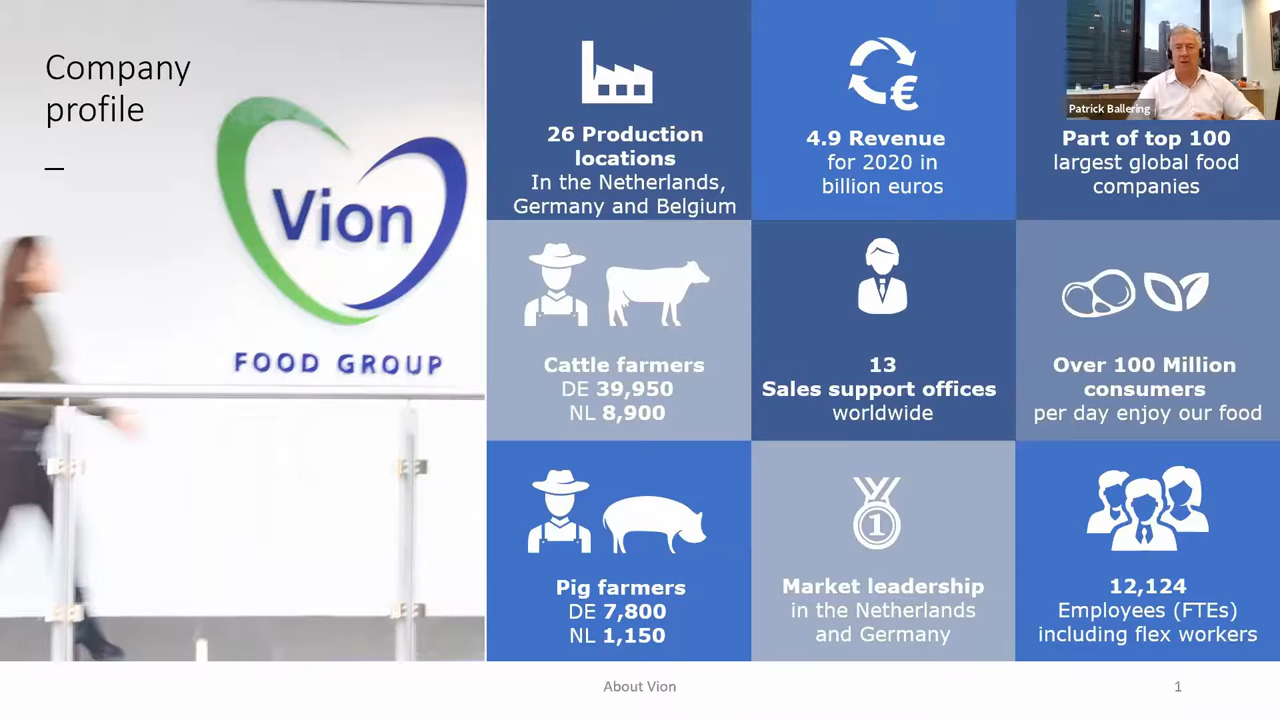 Company
profile
Vion
FOOD GROUP
26 Production
locations
In the Netherlands,
Germany and Belgium
4.9 Revenue
for 2020 in
billion euros
Patrick Ballering
Part of top 100
largest global food
companies
Cattle farmers
DE 39,950
NL 8,900
13
Sales support offices
worldwide
Over 100 Million
consumers
per day enjoy our food
Pig farmers
DE 7,800
NL 1,150
1
Market leadership
in the Netherlands
and Germany
12,124
Employees (FTEs)
including flex workers
About Vion
1